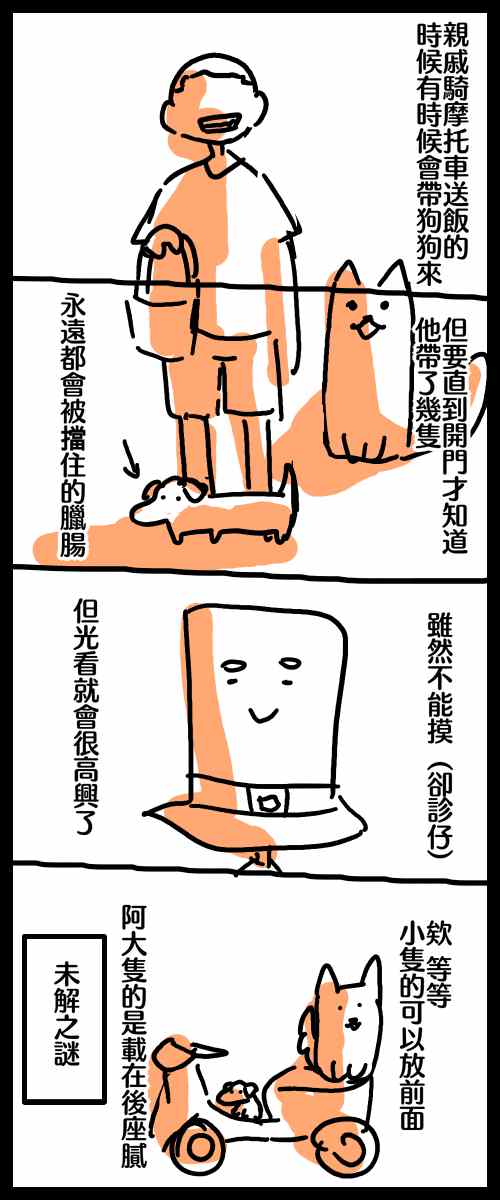 親戚騎摩托車送飯的
時候有時候會帶狗狗來
但要直到開門才知道
他帶了幾隻
永遠都會被擋住的臘腸
雖然不能摸（卻診仔）
但光看就會很高興了
欸 等等
小隻的可以放前面
阿大隻的是載在後座膩
未解之謎